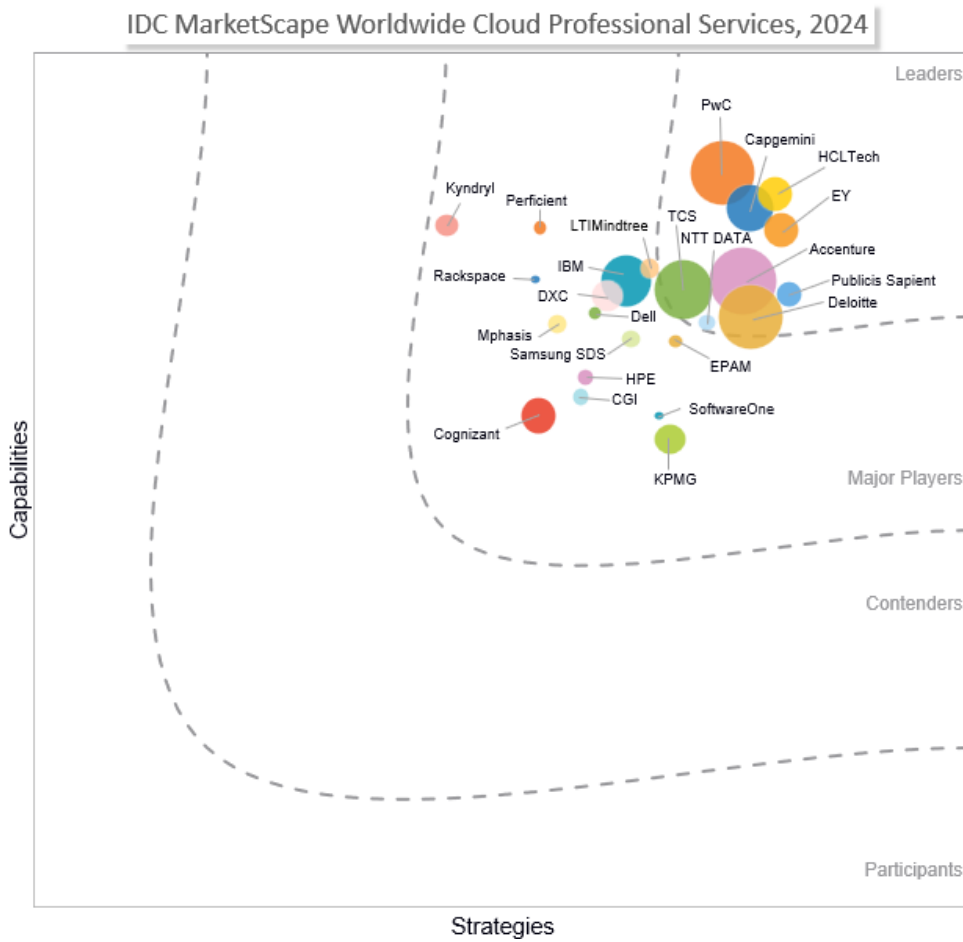 IDC MarketScape Worldwide Cloud Professional Services, 2024
Leaders
PwC
Capgemini
HCLTech
Kyndryl
Perficient
EY
TCS
LTIMindtree
NTT DATA
Accenture
IBM
Rackspace
Publicis Sapient
DXC
Deloitte
Dell
Mphasis
Samsung SDS
EPAM
HPE
CGI
SoftwareOne
Cognizant
KPMG
Major Players
Capabilities
Contenders
Participants
Strategies